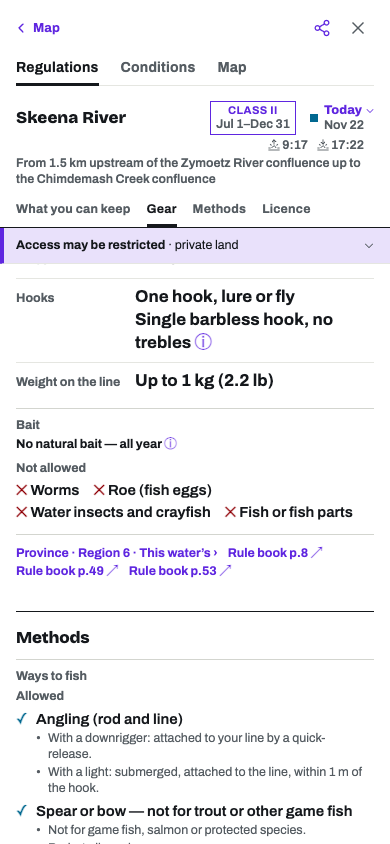 Map
Regulations Conditions Map
Skeena River
CLASS II
Jul 1–Dec 31
Today
Nov 22
9:17 17:22
From 1.5 km upstream of the Zymoetz River confluence up to
the Chimdemash Creek confluence
What you can keep Gear Methods Licence
Access may be restricted · private land
Hooks
One hook, lure or fly
Single barbless hook, no
trebles
Weight on the line
Up to 1 kg (2.2 lb)
Bait
No natural bait — all year
Not allowed
Worms Roe (fish eggs)
Water insects and crayfish Fish or fish parts
Province · Region 6 · This water's › Rule book p.8 ↗
Rule book p.49 ↗ Rule book p.53 ↗
Methods
Ways to fish
Allowed
✓ Angling (rod and line)
• With a downrigger: attached to your line by a quick-
release.
• With a light: submerged, attached to the line, within 1 m of
the hook.
✓ Spear or bow — not for trout or other game fish
• Not for game fish, salmon or protected species.